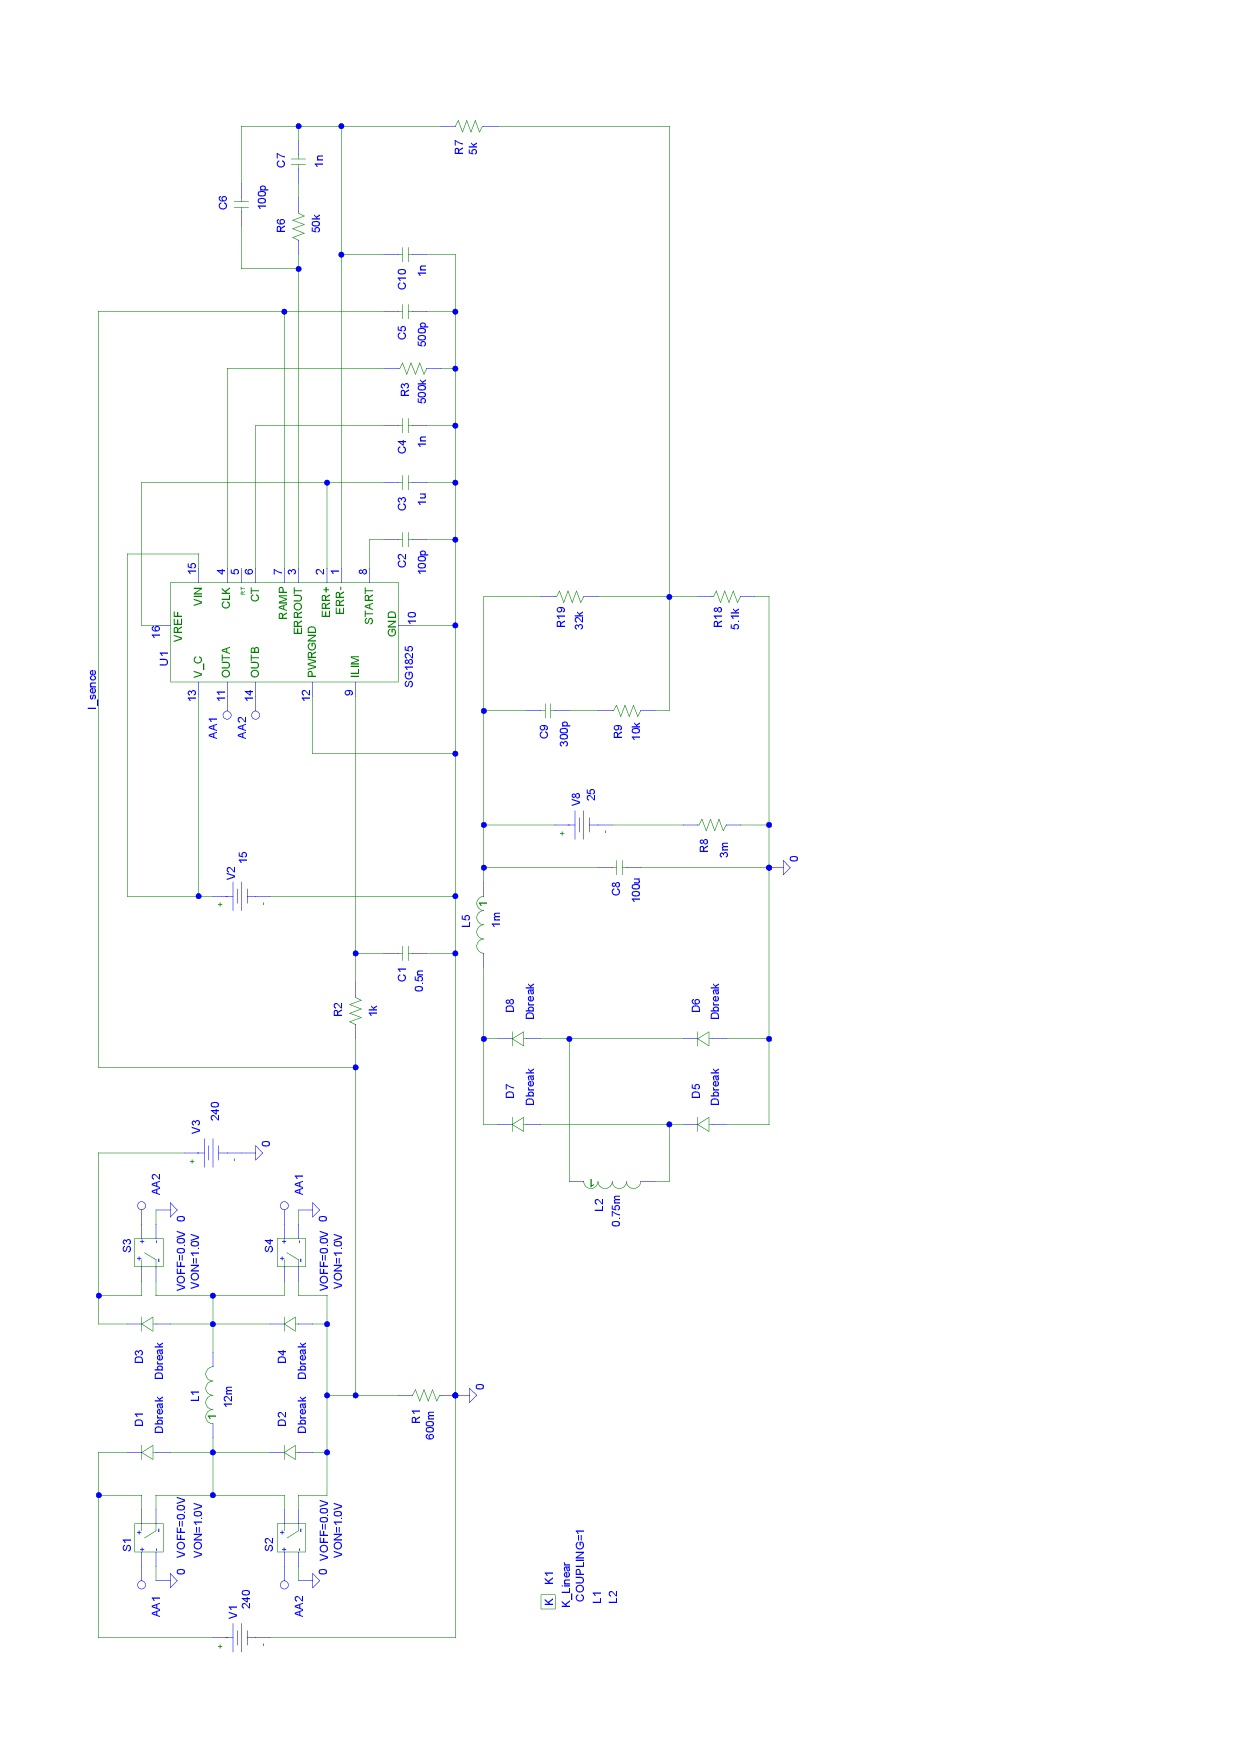 C6
100p
C7
1n
R6
50k
R7
5k
C10
1n
C5
500p
R3
500k
C4
1n
C3
1u
C2
100p
I_sence
U1
SG1825
16
VREF
15
VIN
4
CLK
5
RT
6
CT
7
RAMP
3
ERROUT
2
ERR+
1
ERR-
8
START
10
GND
13
V_C
11
OUTA
14
OUTB
12
PWRGND
9
ILIM
AA1
AA2
V2
15
+
-
C1
0.5n
R2
1k
R19
32k
R18
5.1k
C9
300p
R9
10k
V8
25
+
-
R8
3m
C8
100u
0
L5
1
1m
D8
Dbreak
D6
Dbreak
D7
Dbreak
D5
Dbreak
L2
1
0.75m
V3
240
+
-
0
S3
AA2
+
-
+
-
0
VOFF=0.0V
VON=1.0V
S4
AA1
+
-
+
-
0
VOFF=0.0V
VON=1.0V
D3
Dbreak
D4
Dbreak
L1
1
12m
D1
Dbreak
D2
Dbreak
R1
600m
0
S1
AA1
+
-
+
-
0
VOFF=0.0V
VON=1.0V
S2
AA2
+
-
+
-
0
VOFF=0.0V
VON=1.0V
V1
240
+
-
K K1
K_Linear
COUPLING=1
L1
L2